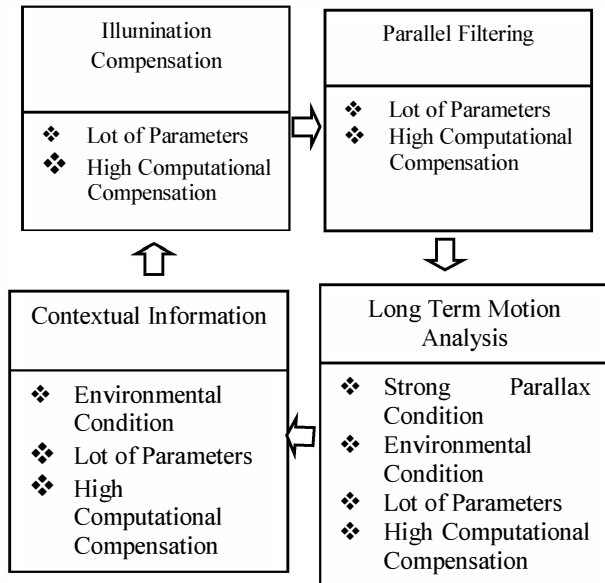 Illumination
Compensation
❖ Lot of Parameters
❖ High Computational
Compensation
Parallel Filtering
❖ Lot of Parameters
❖ High Computational
Compensation
Contextual Information
❖ Environmental
Condition
❖ Lot of Parameters
❖ High
Computational
Compensation
Long Term Motion
Analysis
❖ Strong Parallax
Condition
❖ Environmental
Condition
❖ Lot of Parameters
❖ High Computational
Compensation